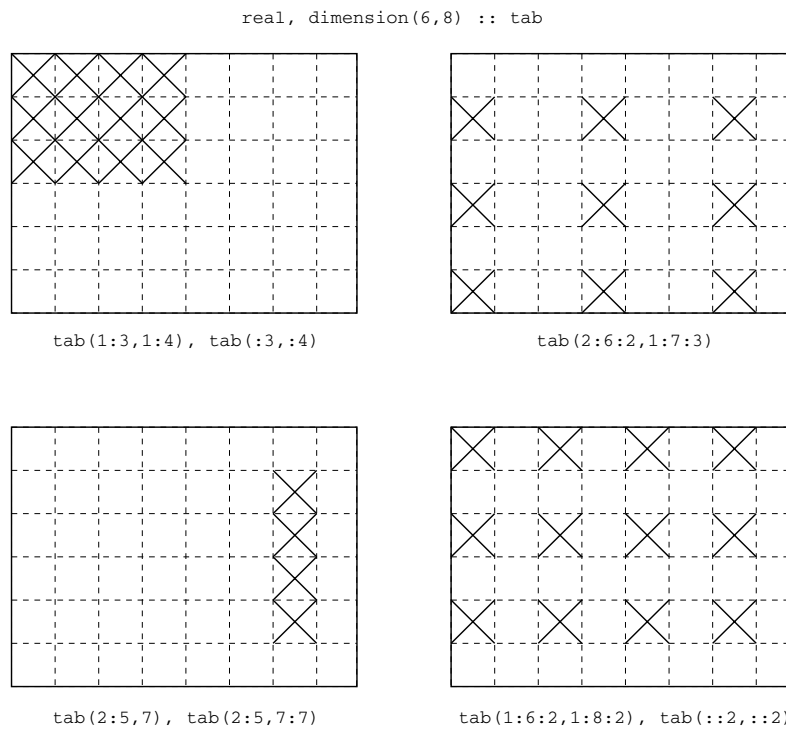 real, dimension(6,8) :: tab
tab(1:3,1:4), tab(:3,:4)
tab(2:6:2,1:7:3)
tab(2:5,7), tab(2:5,7:7)
tab(1:6:2,1:8:2), tab(::2,::2)